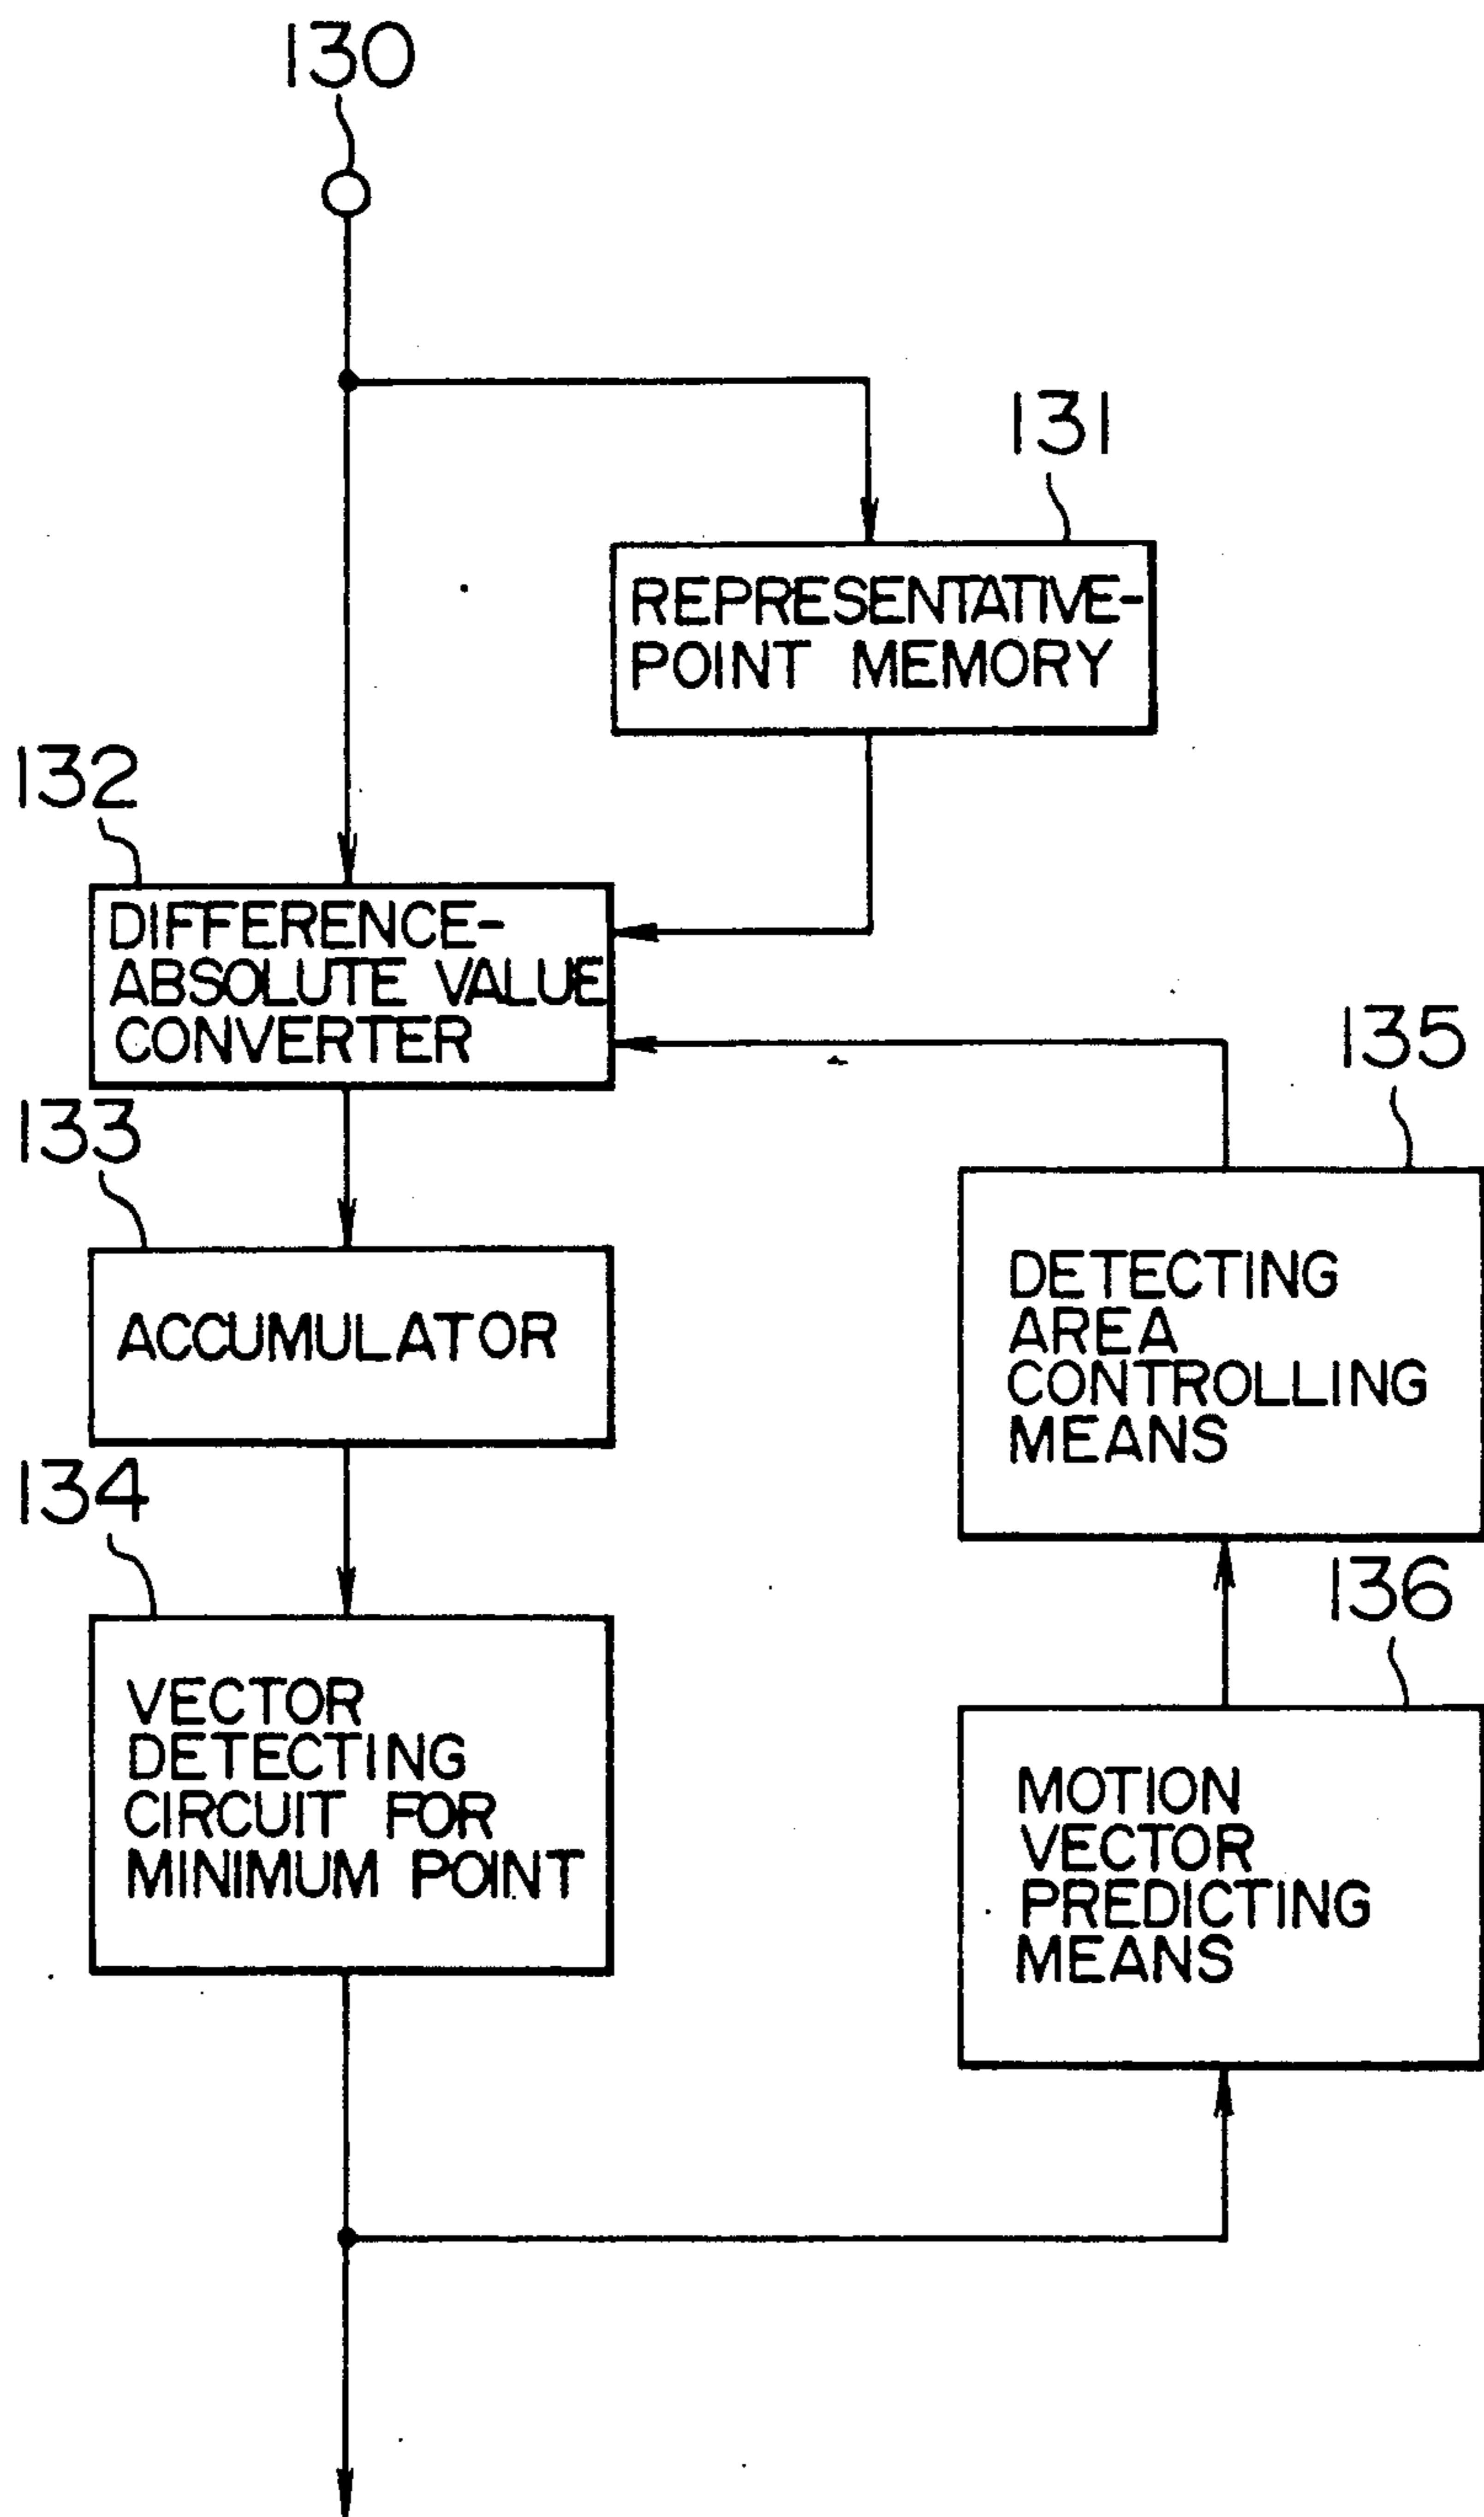 130
131
REPRESENTATIVE-
POINT MEMORY
132
DIFFERENCE-
ABSOLUTE VALUE
CONVERTER
133
ACCUMULATOR
134
VECTOR
DETECTING
CIRCUIT FOR
MINIMUM POINT
135
DETECTING
AREA
CONTROLLING
MEANS
136
MOTION
VECTOR
PREDICTING
MEANS